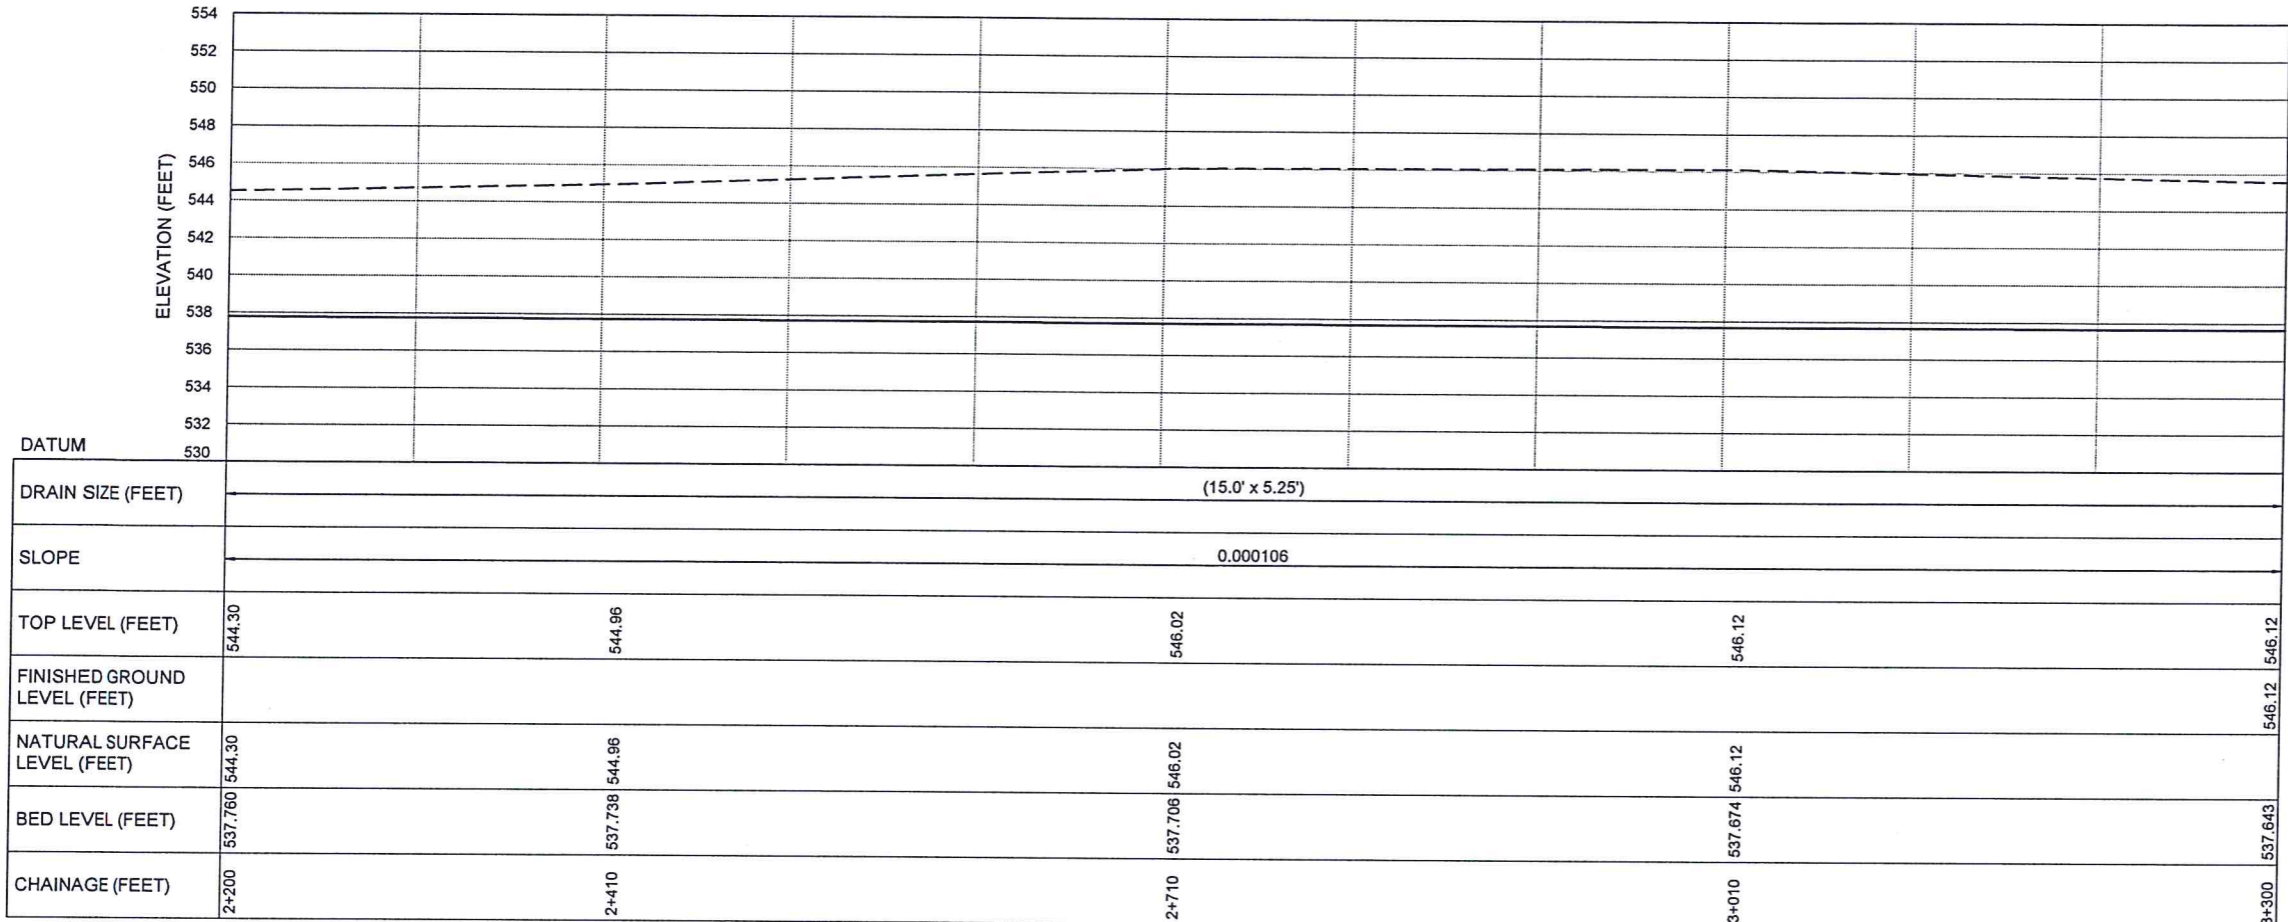 554
552
550
548
546
544
542
540
538
536
534
532
530
ELEVATION (FEET)
DATUM
DRAIN SIZE (FEET) (15.0' x 5.25')
SLOPE 0.000106
TOP LEVEL (FEET) 544.30 544.96 546.02 546.12 546.12
FINISHED GROUND
LEVEL (FEET) 546.12
NATURAL SURFACE
LEVEL (FEET) 544.30 544.96 546.02 546.12
BED LEVEL (FEET) 537.760 537.738 537.706 537.674 537.643
CHAINAGE (FEET) 2+200 2+410 2+710 3+010 3+300